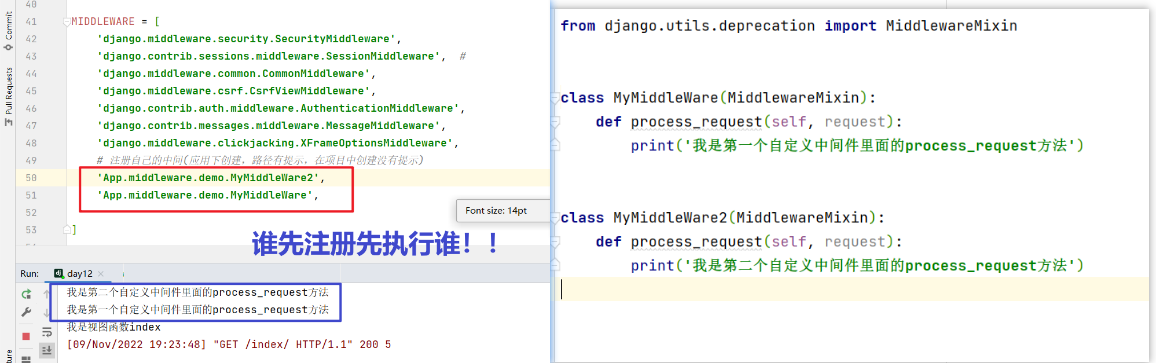 40
41 MIDDLEWARE = [
42 'django.middleware.security.SecurityMiddleware',
43 'django.contrib.sessions.middleware.SessionMiddleware', #
44 'django.middleware.common.CommonMiddleware',
45 'django.middleware.csrf.CsrfViewMiddleware',
46 'django.contrib.auth.middleware.AuthenticationMiddleware',
47 'django.contrib.messages.middleware.MessageMiddleware',
48 'django.middleware.clickjacking.XFrameOptionsMiddleware',
49 # 注册自己的中间(应用下创建，路径有提示，在项目中创建没有提示)
50 'App.middleware.demo.MyMiddleWare2',
51 'App.middleware.demo.MyMiddleWare',
52
53 ]
Commit
Pull Requests
Font size: 14pt
谁先注册先执行谁！！
Run: day12
我是第二个自定义中间件里面的process_request方法
我是第一个自定义中间件里面的process_request方法
我是视图函数index
[09/Nov/2022 19:23:48] "GET /index/ HTTP/1.1" 200 5
from django.utils.deprecation import MiddlewareMixin
class MyMiddleWare(MiddlewareMixin):
def process_request(self, request):
print('我是第一个自定义中间件里面的process_request方法')
class MyMiddleWare2(MiddlewareMixin):
def process_request(self, request):
print('我是第二个自定义中间件里面的process_request方法')